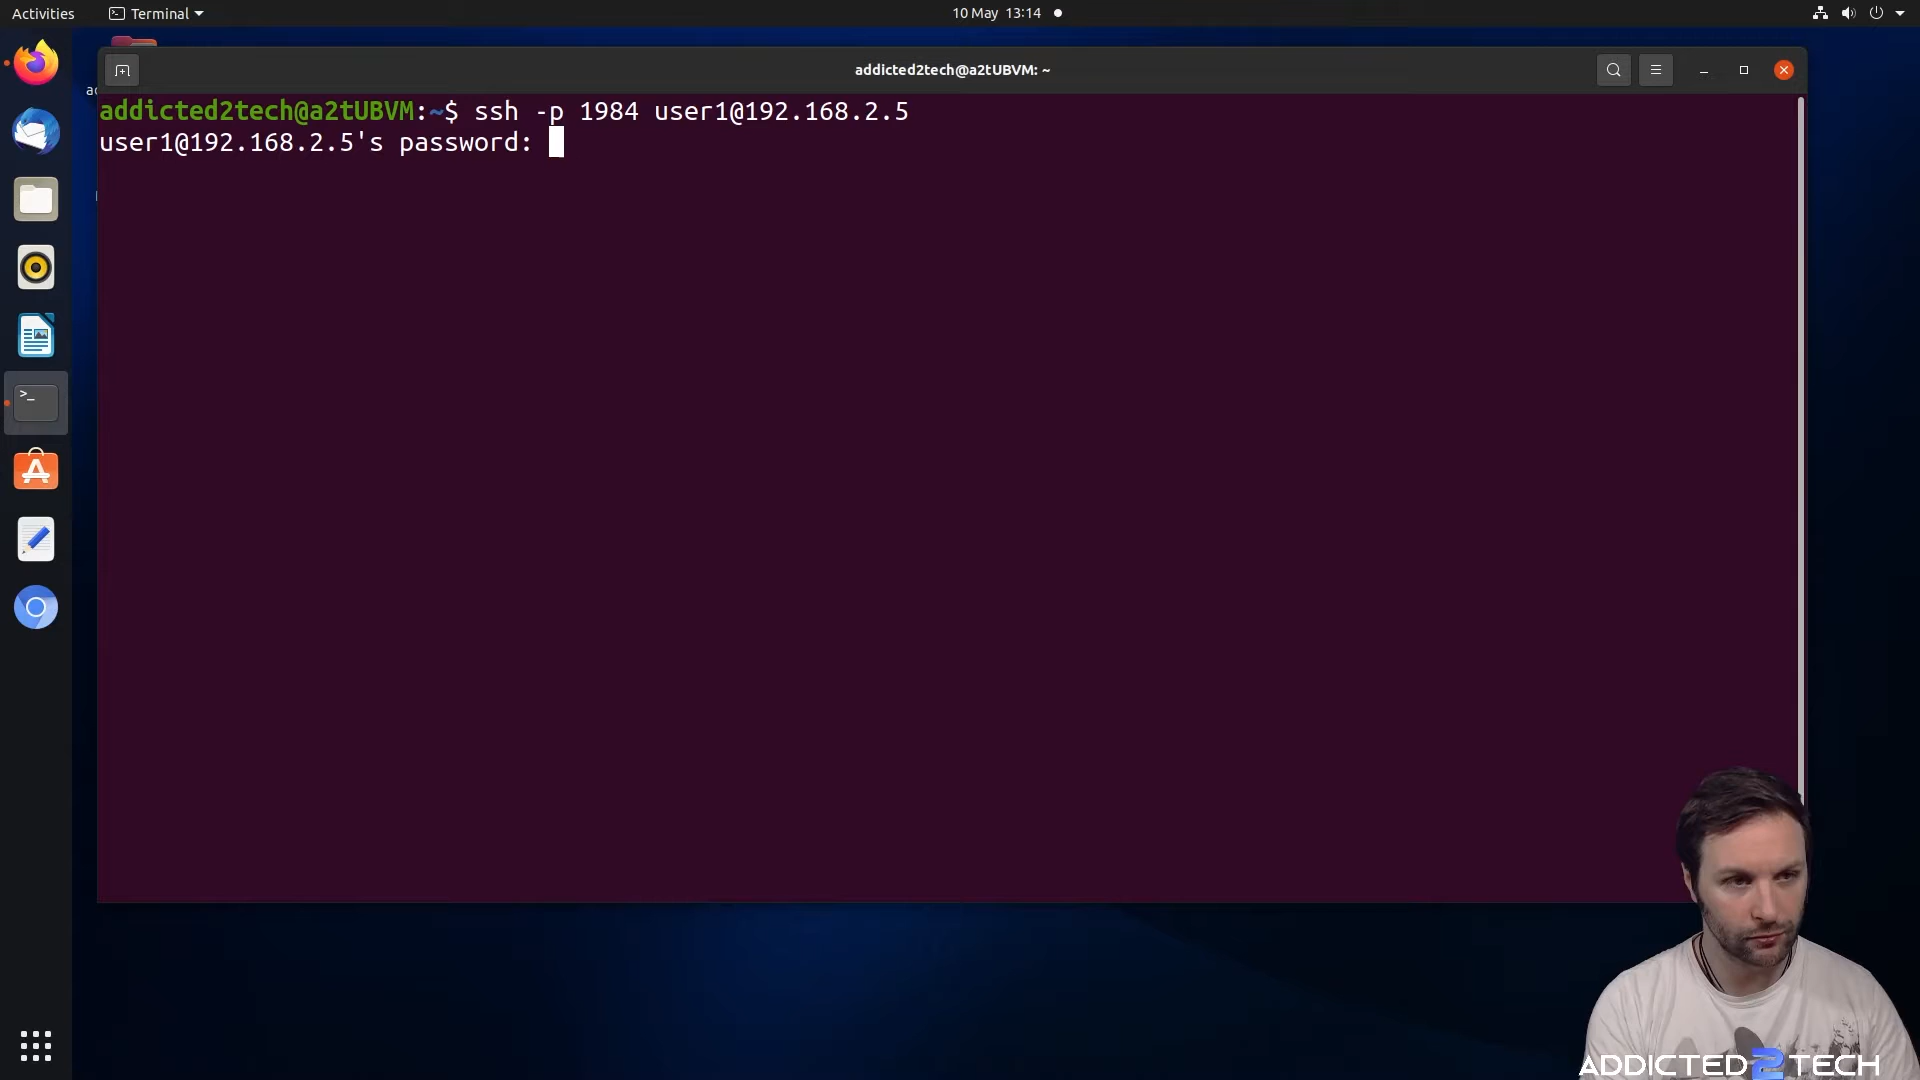 Activities
Terminal
10 May 13:14
addicted2tech@a2tUBVM: ~
addicted2tech@a2tUBVM:~$ ssh -p 1984 user1@192.168.2.5
user1@192.168.2.5's password:
>_
ADDICTED2TECH